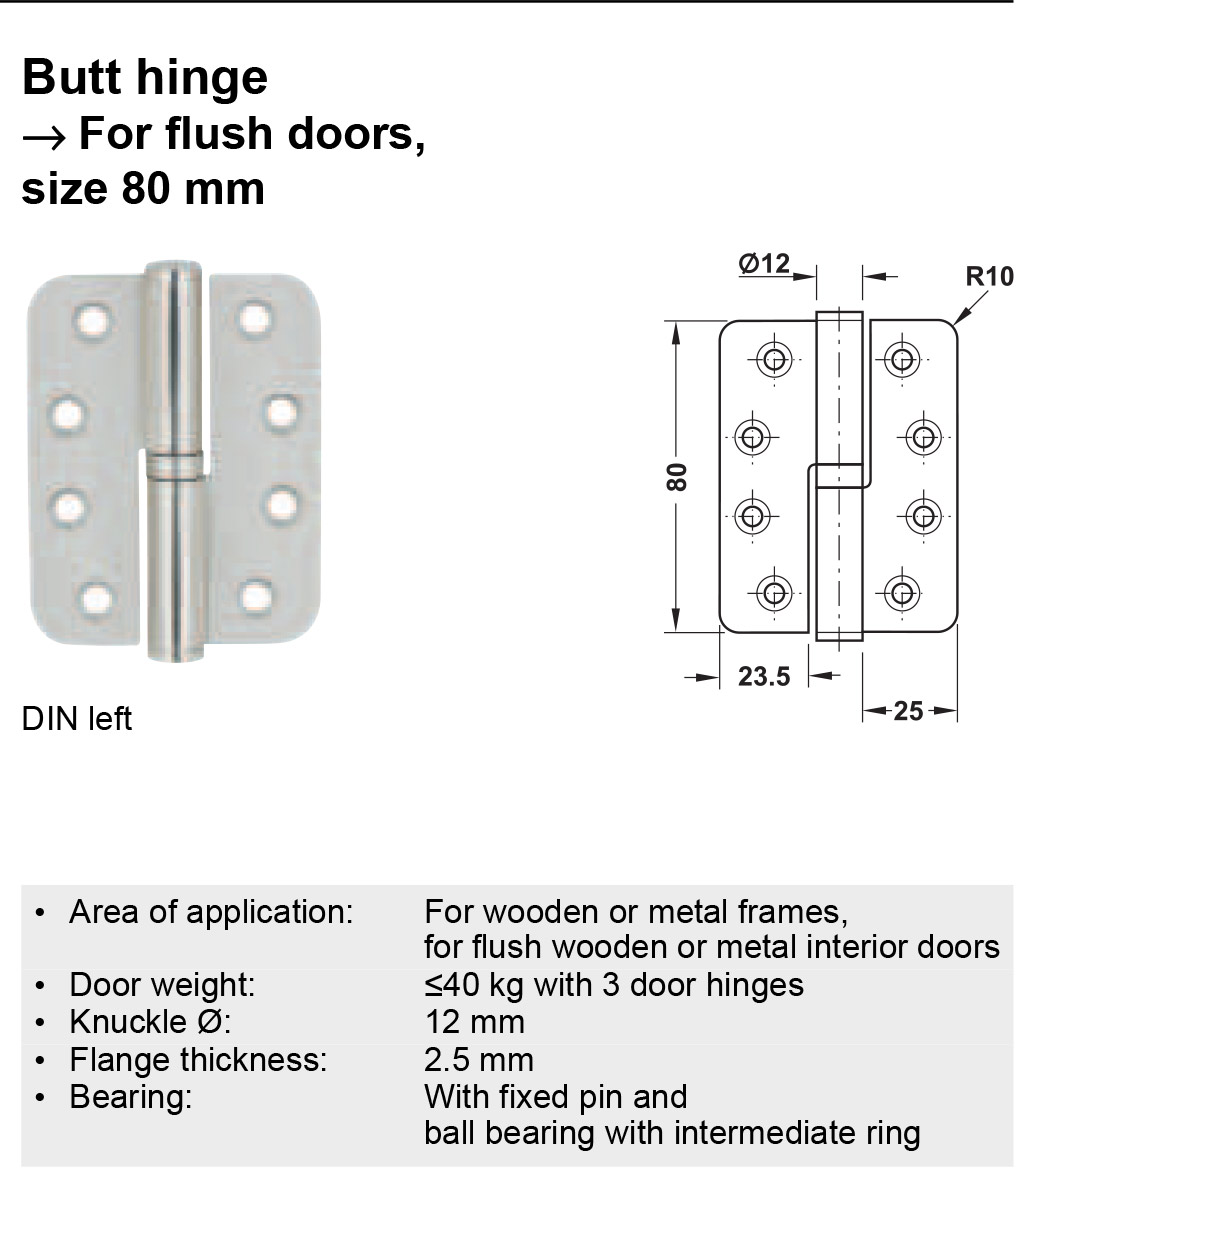 Butt hinge
→ For flush doors,
size 80 mm
Ø12
R10
80
23.5
25
DIN left
• Area of application: For wooden or metal frames,
for flush wooden or metal interior doors
• Door weight: ≤40 kg with 3 door hinges
• Knuckle Ø: 12 mm
• Flange thickness: 2.5 mm
• Bearing: With fixed pin and
ball bearing with intermediate ring